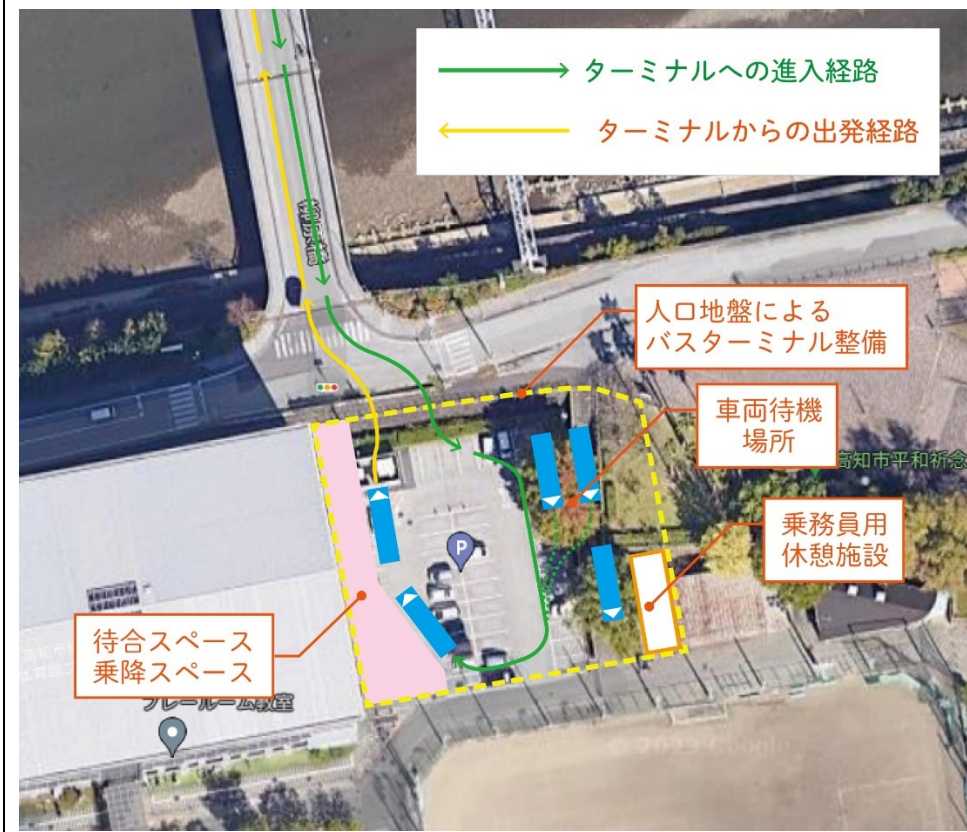 ターミナルへの進入経路
ターミナルからの出発経路
人口地盤による
バスターミナル整備
車両待機
場所
高知市平和祈念
P
乗務員用
休憩施設
待合スペース
乗降スペース
プレールーム教室
2023 Google